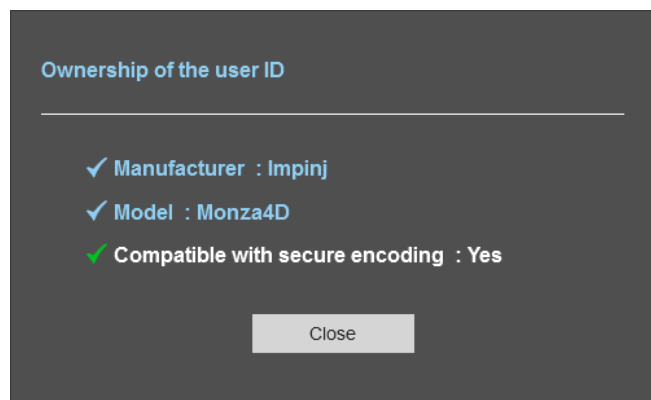 Ownership of the user ID
Manufacturer : Impinj
Model : Monza4D
Compatible with secure encoding : Yes
Close